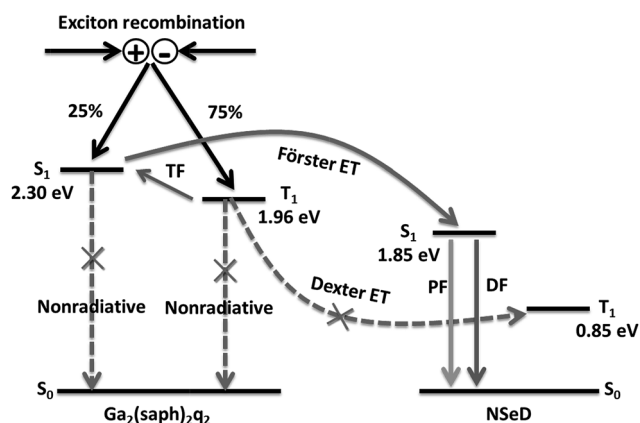 Exciton recombination
+ -
25%
75%
Förster ET
S₁
2.30 eV
TF
T₁
1.96 eV
S₁
1.85 eV
PF
DF
Dexter ET
Nonradiative
Nonradiative
T₁
0.85 eV
S₀
S₀
Ga₂(saph)₂q₂
NSeD